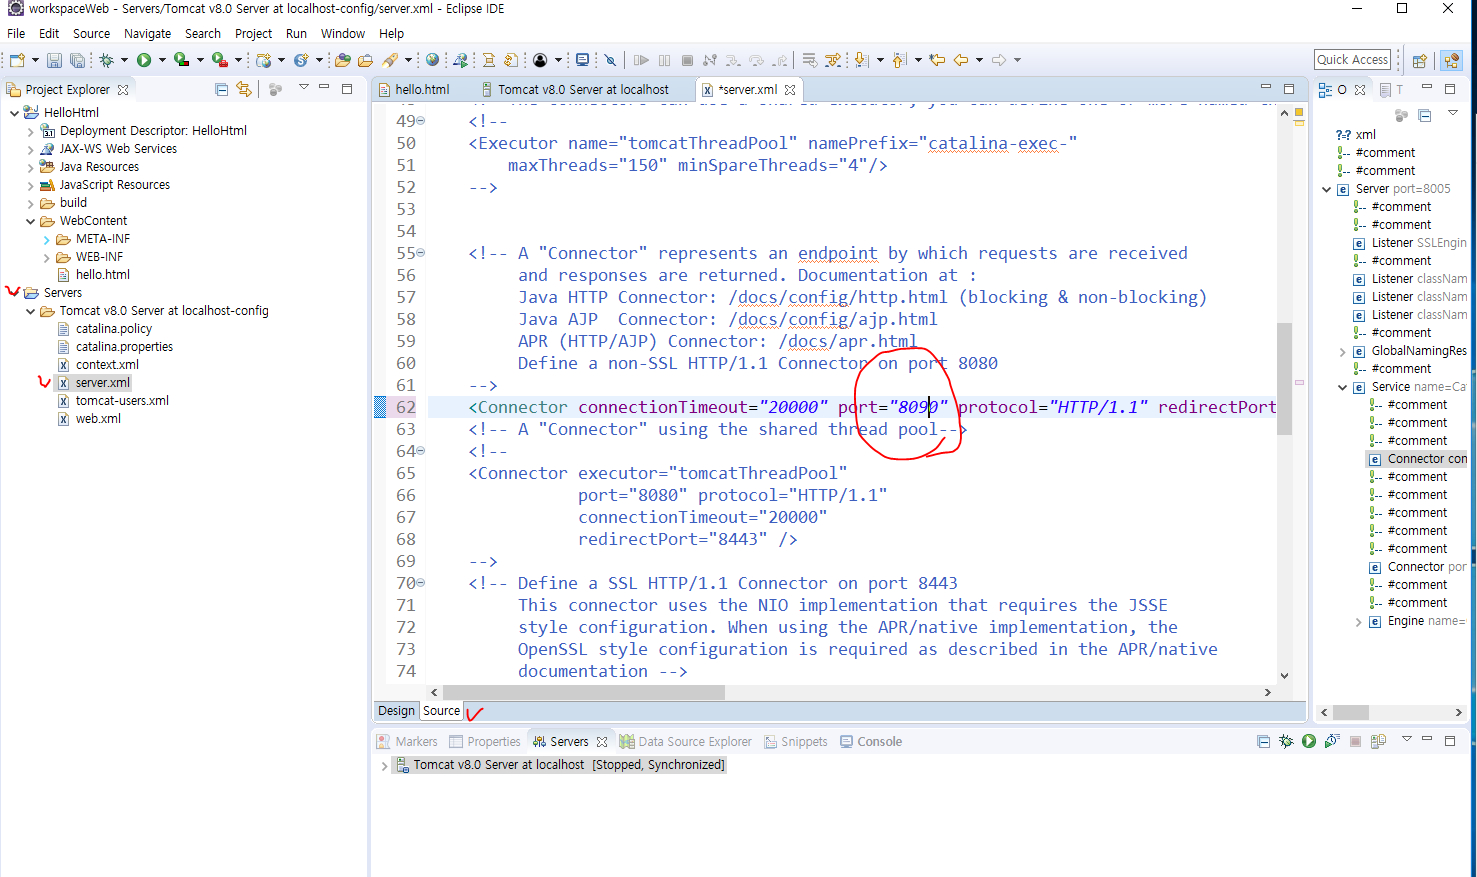 workspaceWeb - Servers/Tomcat v8.0 Server at localhost-config/server.xml - Eclipse IDE
File Edit Source Navigate Search Project Run Window Help
Quick Access
Project Explorer
HelloHtml
Deployment Descriptor: HelloHtml
JAX-WS Web Services
Java Resources
JavaScript Resources
build
WebContent
META-INF
WEB-INF
hello.html
Servers
Tomcat v8.0 Server at localhost-config
catalina.policy
catalina.properties
context.xml
server.xml
tomcat-users.xml
web.xml
hello.html Tomcat v8.0 Server at localhost *server.xml
49 <!--
50 <Executor name="tomcatThreadPool" namePrefix="catalina-exec-"
51 maxThreads="150" minSpareThreads="4"/>
52 -->
53
54
55 <!-- A "Connector" represents an endpoint by which requests are received
56 and responses are returned. Documentation at :
57 Java HTTP Connector: /docs/config/http.html (blocking & non-blocking)
58 Java AJP  Connector: /docs/config/ajp.html
59 APR (HTTP/AJP) Connector: /docs/apr.html
60 Define a non-SSL HTTP/1.1 Connector on port 8080
61 -->
62 <Connector connectionTimeout="20000" port="8090" protocol="HTTP/1.1" redirectPort
63 <!-- A "Connector" using the shared thread pool-->
64 <!--
65 <Connector executor="tomcatThreadPool"
66 port="8080" protocol="HTTP/1.1"
67 connectionTimeout="20000"
68 redirectPort="8443" />
69 -->
70 <!-- Define a SSL HTTP/1.1 Connector on port 8443
71 This connector uses the NIO implementation that requires the JSSE
72 style configuration. When using the APR/native implementation, the
73 OpenSSL style configuration is required as described in the APR/native
74 documentation -->
Design Source
O T
?=? xml
#comment
#comment
Server port=8005
#comment
#comment
Listener SSLEngin
#comment
Listener classNam
Listener classNam
Listener classNam
#comment
GlobalNamingRes
#comment
Service name=Ca
#comment
#comment
#comment
Connector con
#comment
#comment
#comment
#comment
#comment
Connector por
#comment
#comment
Engine name=
Markers Properties Servers Data Source Explorer Snippets Console
Tomcat v8.0 Server at localhost [Stopped, Synchronized]